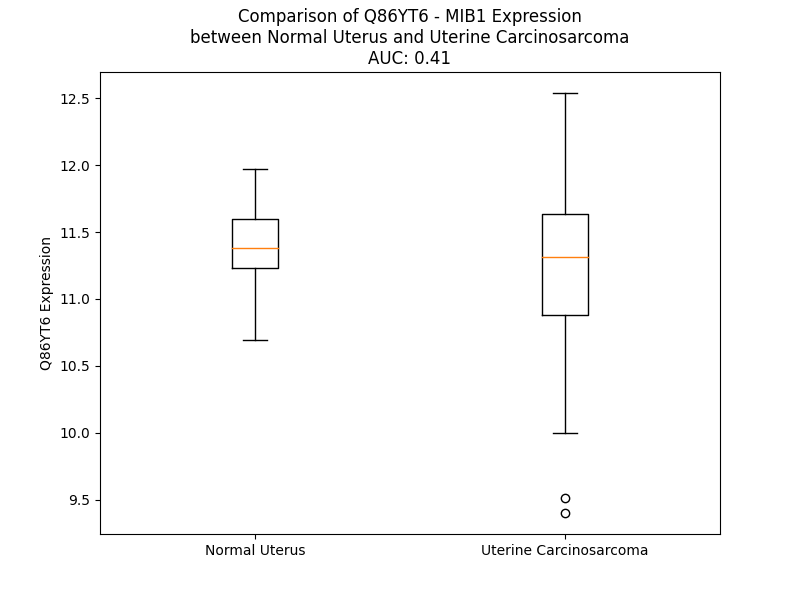 Comparison of Q86YT6 - MIB1 Expression
between Normal Uterus and Uterine Carcinosarcoma
AUC: 0.41
12.5
12.0
11.5
11.0
10.5
10.0
9.5
Q86YT6 Expression
Normal Uterus
Uterine Carcinosarcoma